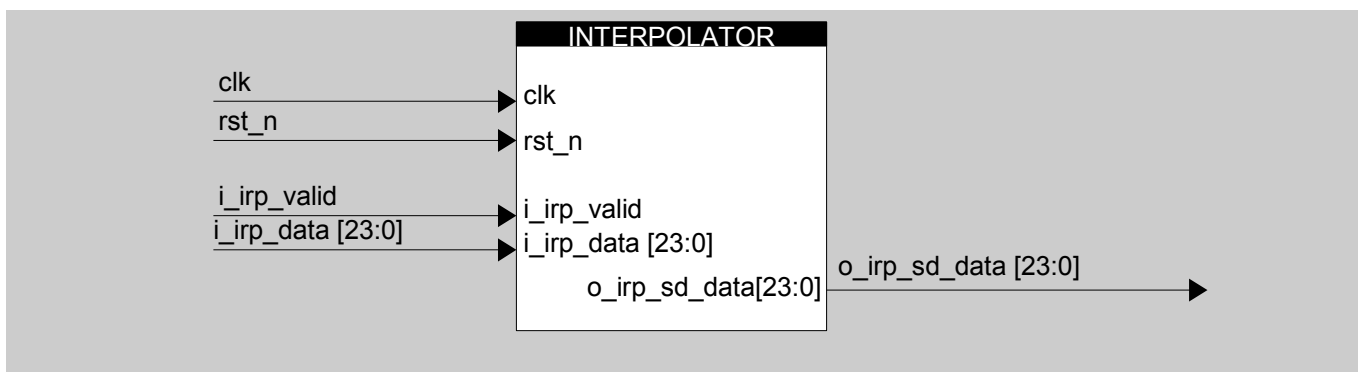 INTERPOLATOR
clk
clk
rst_n
rst_n
i_irp_valid
i_irp_valid
i_irp_data [23:0]
i_irp_data [23:0]
o_irp_sd_data [23:0]
o_irp_sd_data[23:0]